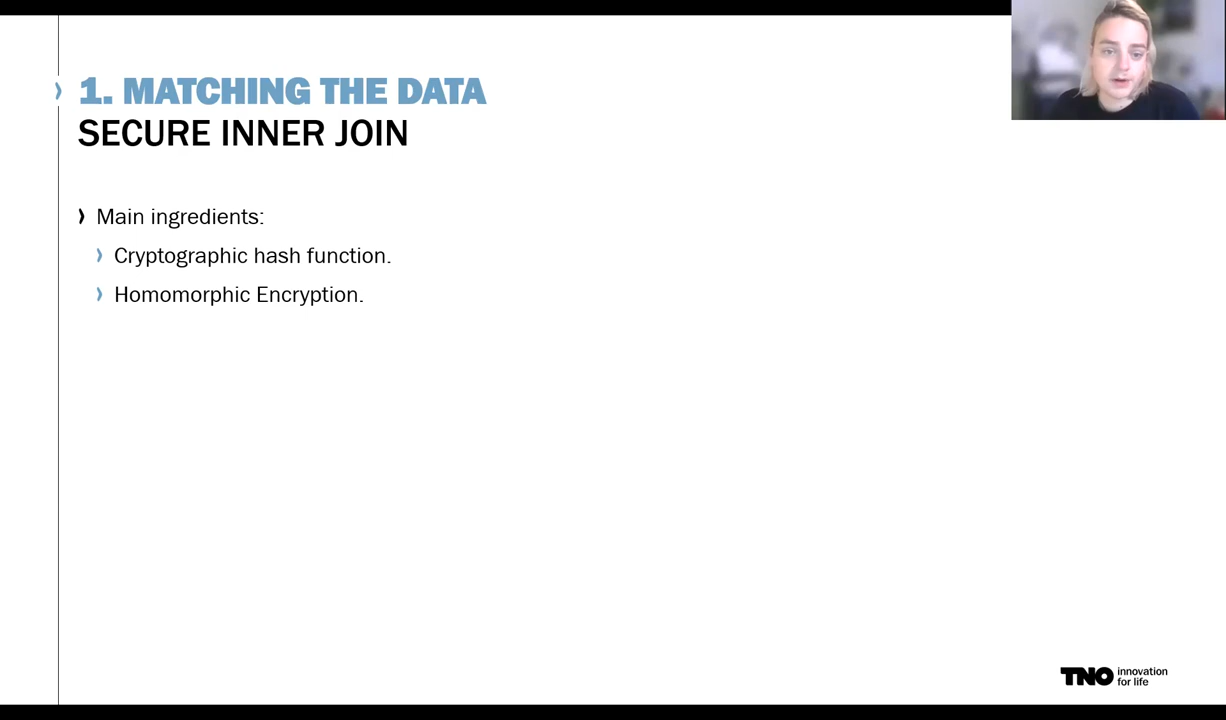 1. MATCHING THE DATA
SECURE INNER JOIN
Main ingredients:
Cryptographic hash function.
Homomorphic Encryption.
TNO innovation
for life